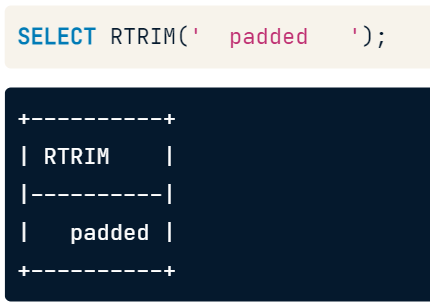 SELECT RTRIM('  padded   ');
+----------+
| RTRIM    |
|----------|
|   padded |
+----------+